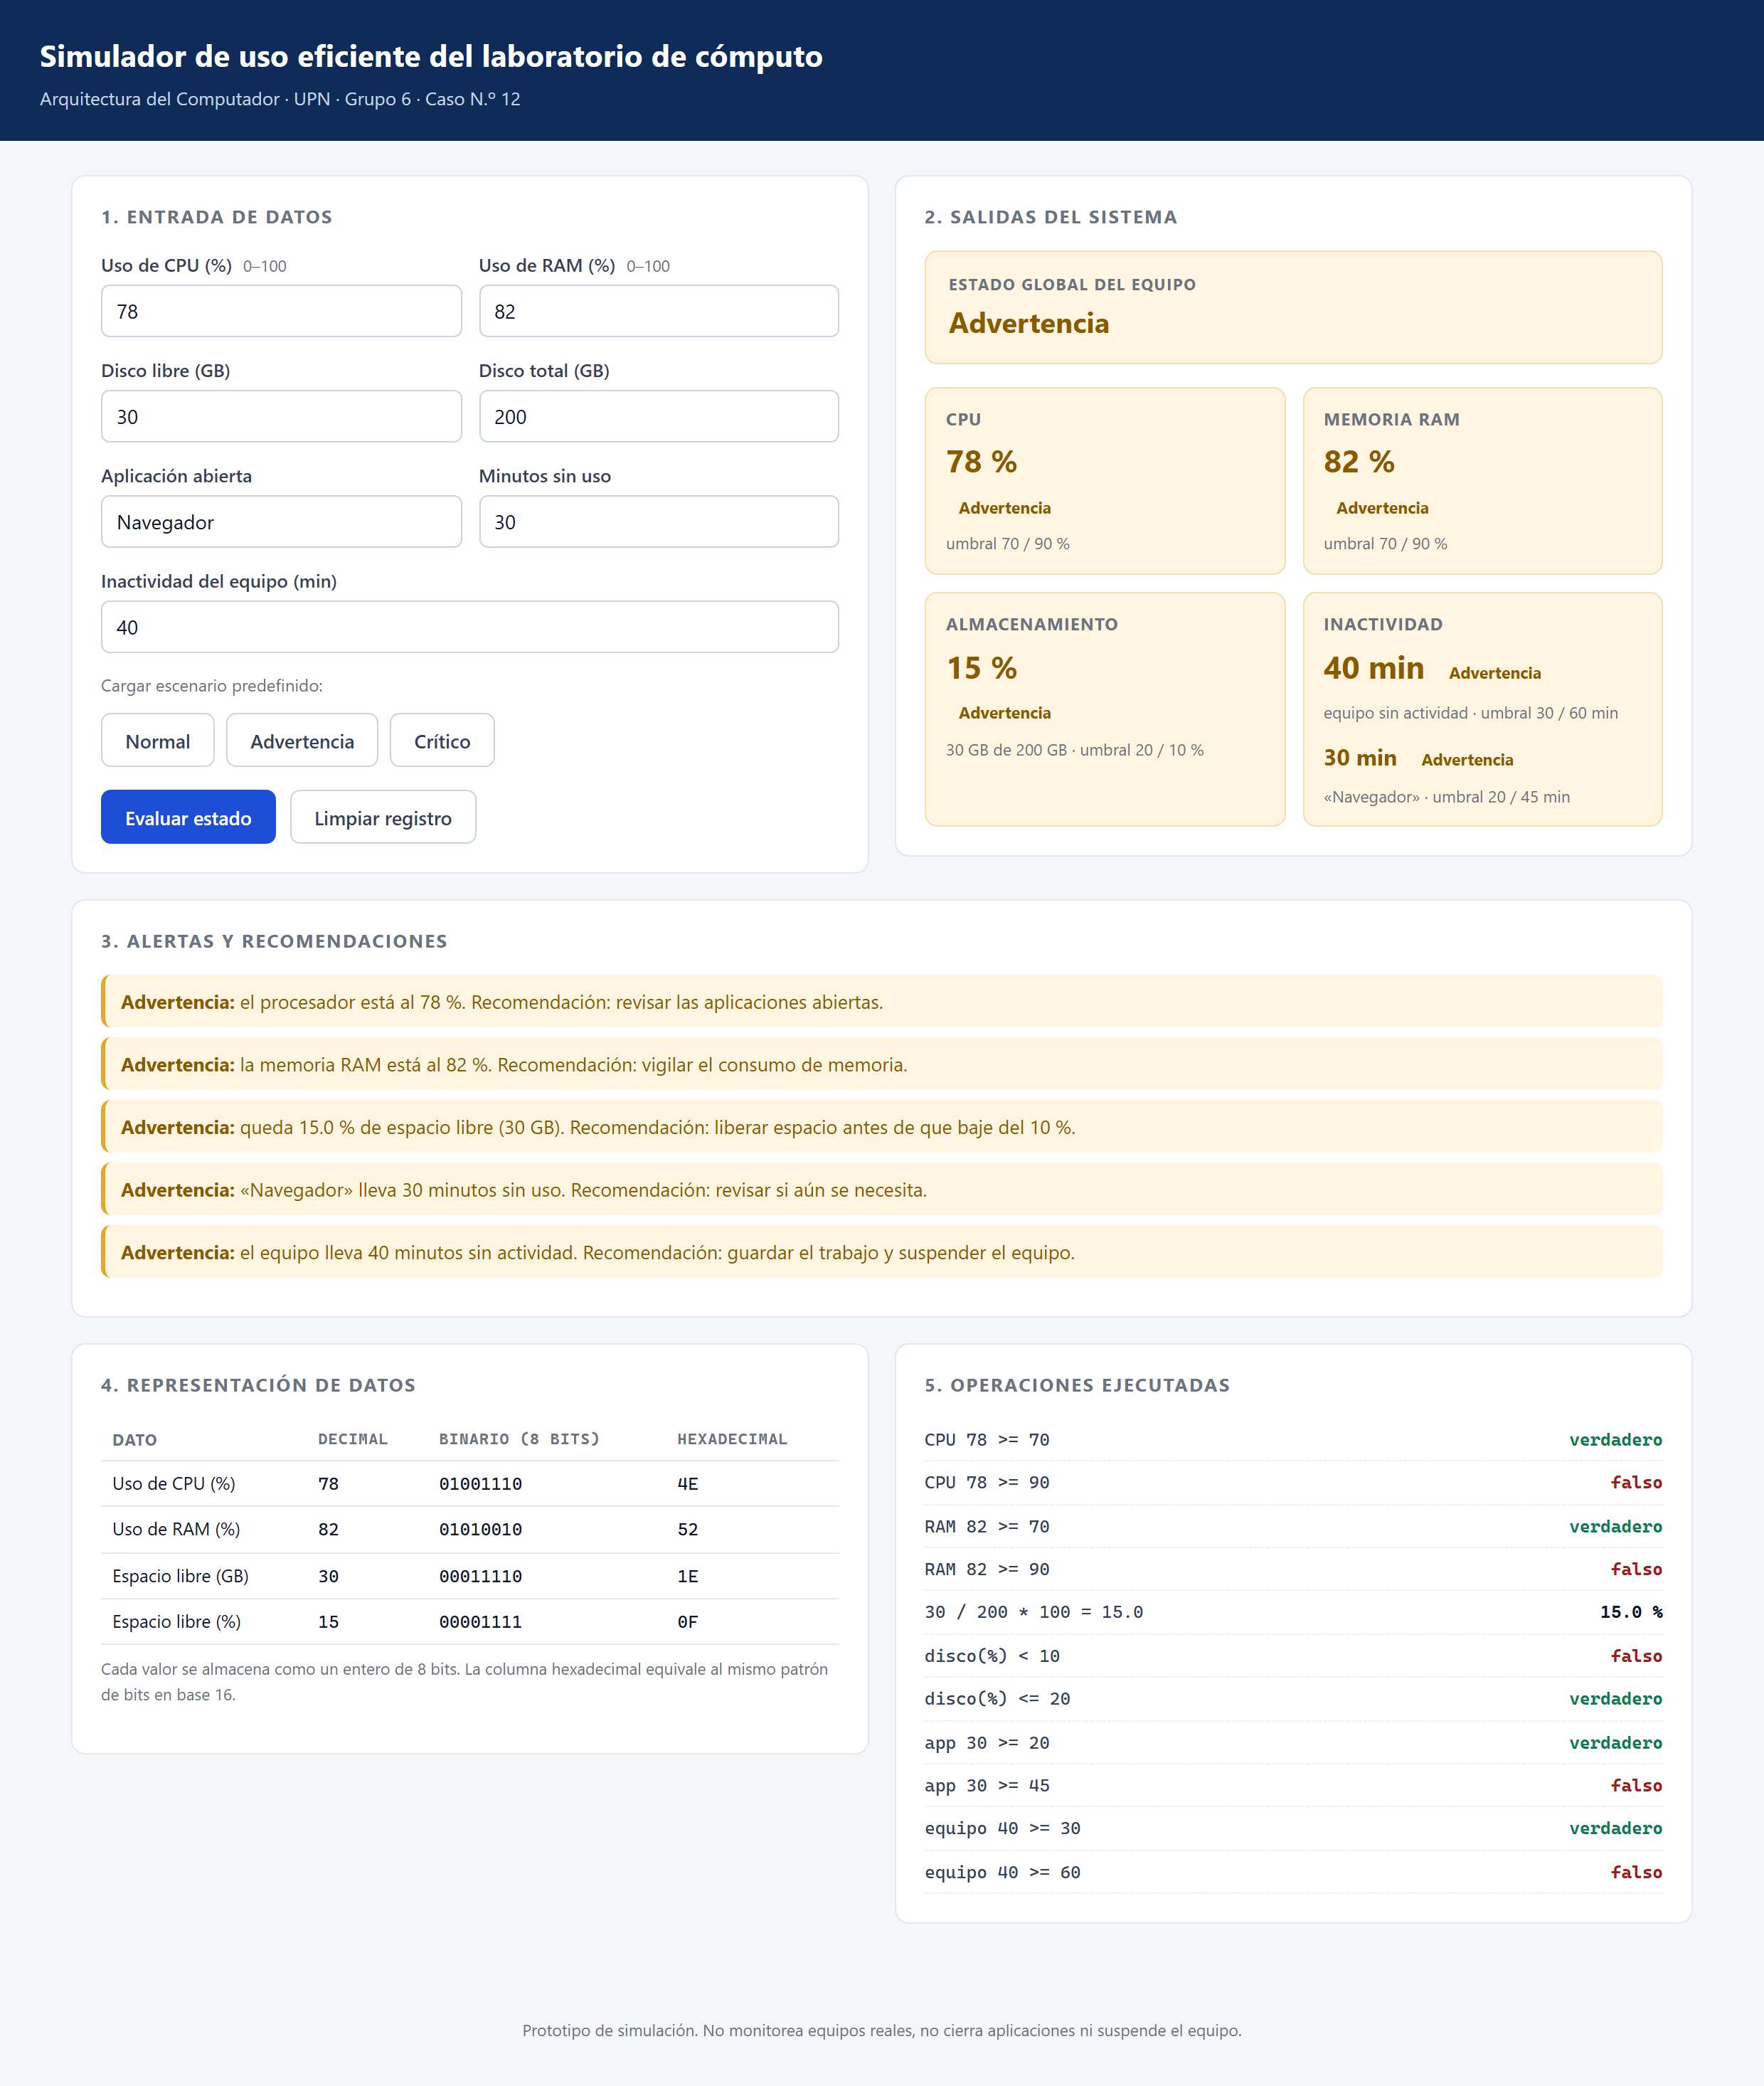 Simulador de uso eficiente del laboratorio de cómputo
Arquitectura del Computador · UPN · Grupo 6 · Caso N.º 12
1. ENTRADA DE DATOS
Uso de CPU (%) 0–100
78
Uso de RAM (%) 0–100
82
Disco libre (GB)
30
Disco total (GB)
200
Aplicación abierta
Navegador
Minutos sin uso
30
Inactividad del equipo (min)
40
Cargar escenario predefinido:
Normal
Advertencia
Crítico
Evaluar estado
Limpiar registro
2. SALIDAS DEL SISTEMA
ESTADO GLOBAL DEL EQUIPO
Advertencia
CPU
78 %
Advertencia
umbral 70 / 90 %
MEMORIA RAM
82 %
Advertencia
umbral 70 / 90 %
ALMACENAMIENTO
15 %
Advertencia
30 GB de 200 GB · umbral 20 / 10 %
INACTIVIDAD
40 min Advertencia
equipo sin actividad · umbral 30 / 60 min
30 min Advertencia
«Navegador» · umbral 20 / 45 min
3. ALERTAS Y RECOMENDACIONES
Advertencia: el procesador está al 78 %. Recomendación: revisar las aplicaciones abiertas.
Advertencia: la memoria RAM está al 82 %. Recomendación: vigilar el consumo de memoria.
Advertencia: queda 15.0 % de espacio libre (30 GB). Recomendación: liberar espacio antes de que baje del 10 %.
Advertencia: «Navegador» lleva 30 minutos sin uso. Recomendación: revisar si aún se necesita.
Advertencia: el equipo lleva 40 minutos sin actividad. Recomendación: guardar el trabajo y suspender el equipo.
4. REPRESENTACIÓN DE DATOS
DATO DECIMAL BINARIO (8 BITS) HEXADECIMAL
Uso de CPU (%) 78 01001110 4E
Uso de RAM (%) 82 01010010 52
Espacio libre (GB) 30 00011110 1E
Espacio libre (%) 15 00001111 0F
Cada valor se almacena como un entero de 8 bits. La columna hexadecimal equivale al mismo patrón
de bits en base 16.
5. OPERACIONES EJECUTADAS
CPU 78 >= 70 verdadero
CPU 78 >= 90 falso
RAM 82 >= 70 verdadero
RAM 82 >= 90 falso
30 / 200 * 100 = 15.0 15.0 %
disco(%) < 10 falso
disco(%) <= 20 verdadero
app 30 >= 20 verdadero
app 30 >= 45 falso
equipo 40 >= 30 verdadero
equipo 40 >= 60 falso
Prototipo de simulación. No monitorea equipos reales, no cierra aplicaciones ni suspende el equipo.